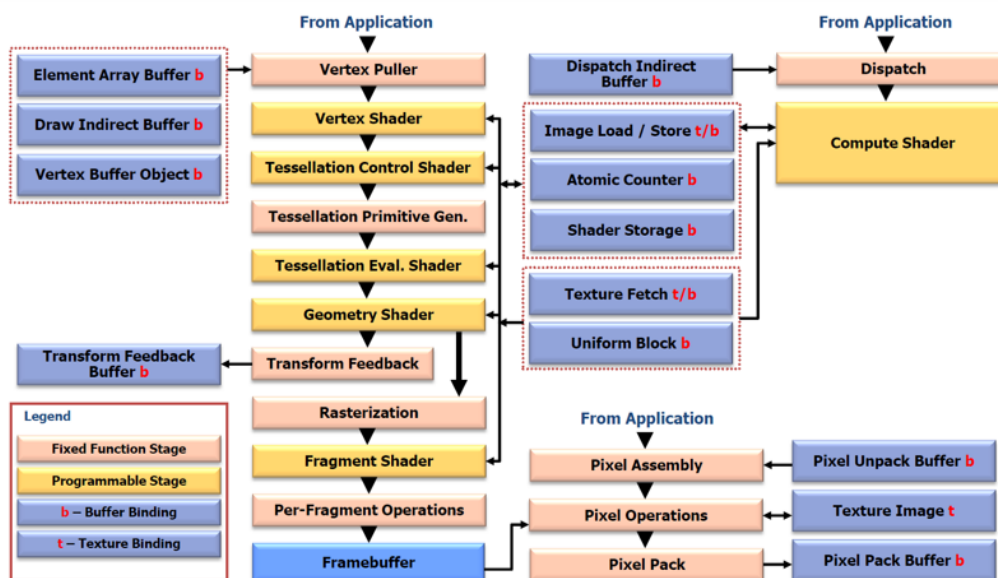 From Application
Element Array Buffer b
Draw Indirect Buffer b
Vertex Buffer Object b
Vertex Puller
Vertex Shader
Tessellation Control Shader
Tessellation Primitive Gen.
Tessellation Eval. Shader
Geometry Shader
Transform Feedback
Transform Feedback
Buffer b
Rasterization
Fragment Shader
Per-Fragment Operations
Framebuffer
Legend
Fixed Function Stage
Programmable Stage
b – Buffer Binding
t – Texture Binding
From Application
Dispatch Indirect
Buffer b
Dispatch
Compute Shader
Image Load / Store t/b
Atomic Counter b
Shader Storage b
Texture Fetch t/b
Uniform Block b
From Application
Pixel Assembly
Pixel Unpack Buffer b
Pixel Operations
Texture Image t
Pixel Pack
Pixel Pack Buffer b